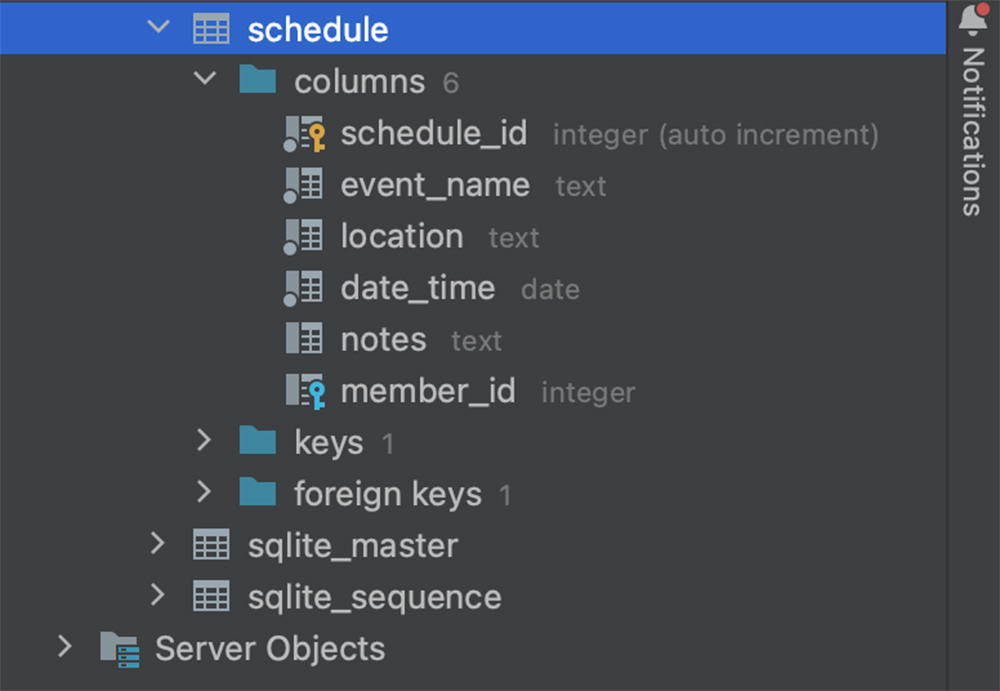 schedule
columns 6
schedule_id integer (auto increment)
event_name text
location text
date_time date
notes text
member_id integer
keys 1
foreign keys 1
sqlite_master
sqlite_sequence
Server Objects
Notifications